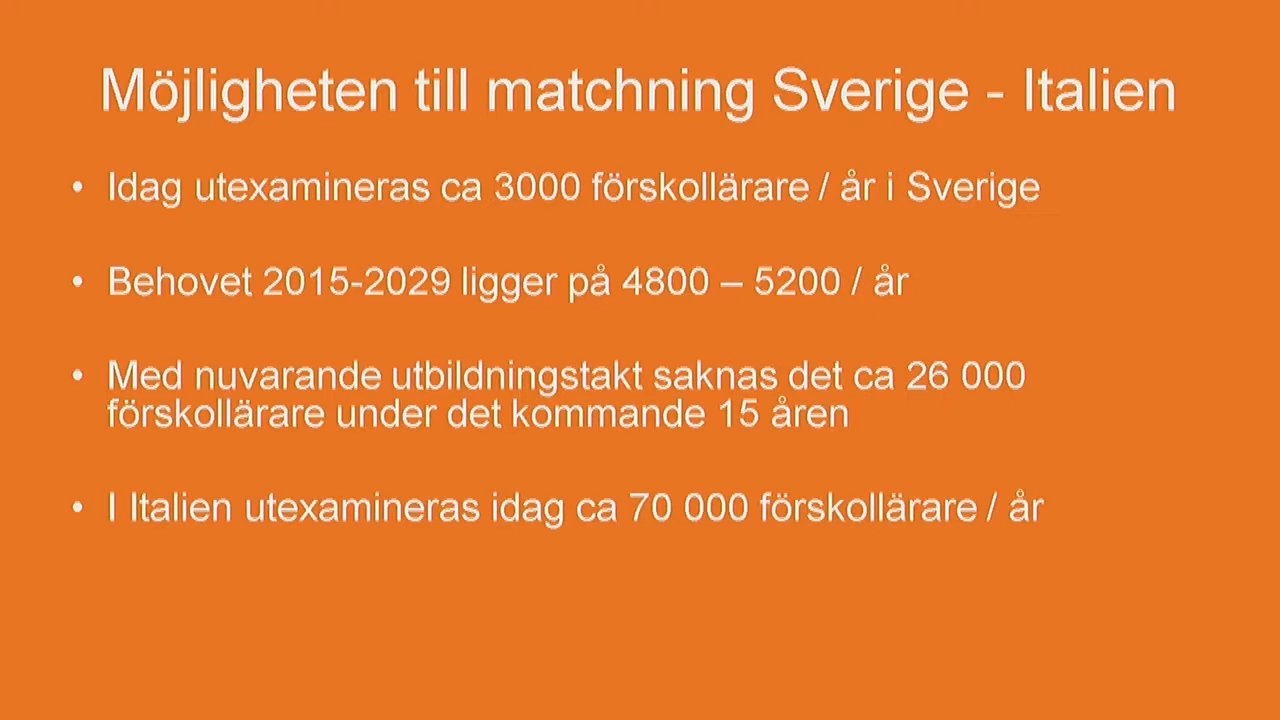 Möjligheten till matchning Sverige - Italien
• Idag utexamineras ca 3000 förskollärare / år i Sverige
• Behovet 2015-2029 ligger på 4800 – 5200 / år
• Med nuvarande utbildningstakt saknas det ca 26 000
förskollärare under det kommande 15 åren
• I Italien utexamineras idag ca 70 000 förskollärare / år